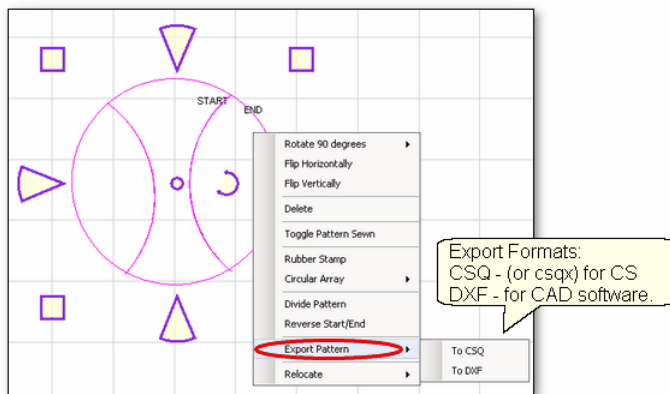 START
END
Rotate 90 degrees
Flip Horizontally
Flip Vertically
Delete
Toggle Pattern Sewn
Rubber Stamp
Circular Array
Divide Pattern
Reverse Start/End
Export Pattern
Relocate
To CSQ
To DXF
Export Formats:
CSQ - (or csqx) for CS
DXF - for CAD software.